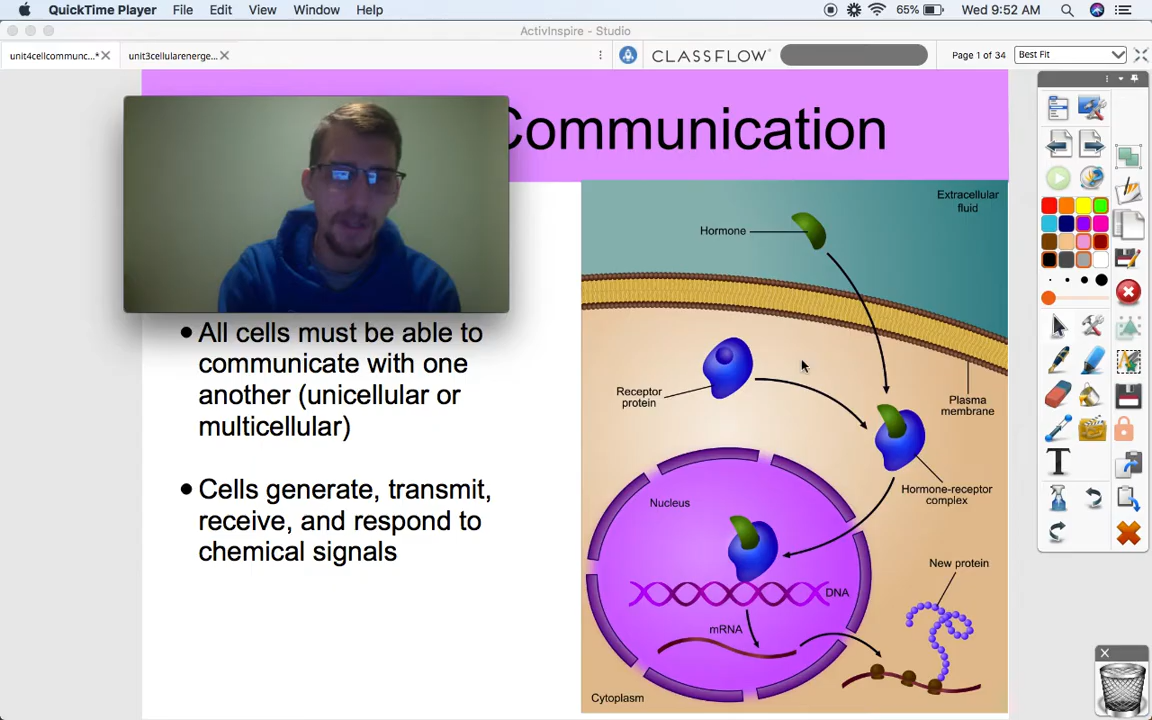 QuickTime Player File Edit View Window Help 65% Wed 9:52 AM
ActivInspire - Studio
unit4cellcommunc...* unit3cellularenerge... CLASSFLOW Page 1 of 34 Best Fit
Communication
Extracellular
fluid
Hormone
All cells must be able to
communicate with one
another (unicellular or
multicellular)
Cells generate, transmit,
receive, and respond to
chemical signals
Receptor
protein
Plasma
membrane
Hormone-receptor
complex
Nucleus
New protein
DNA
mRNA
Cytoplasm
T